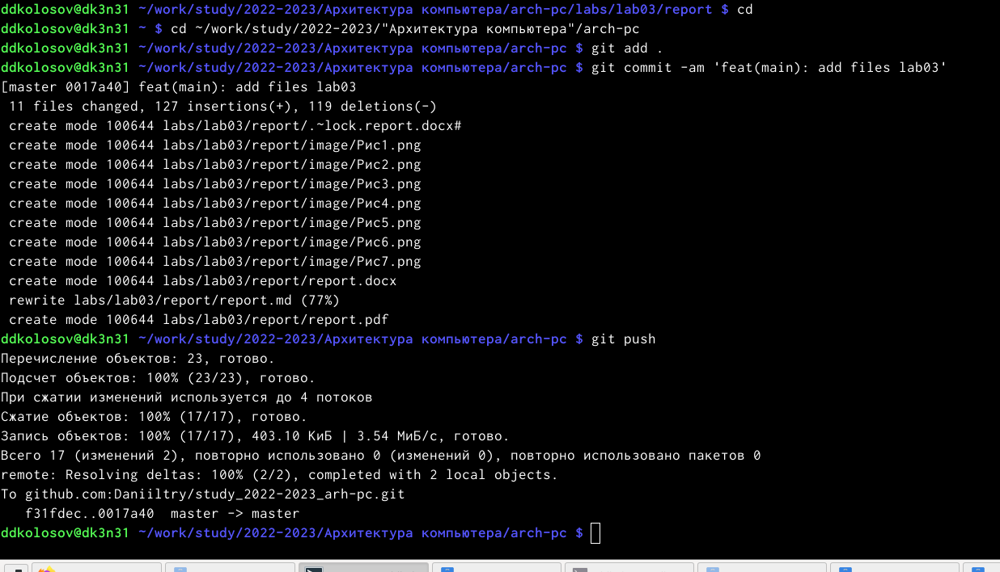 ddkolosov@dk3n31 ~/work/study/2022-2023/Архитектура компьютера/arch-pc/labs/lab03/report $ cd
ddkolosov@dk3n31 ~ $ cd ~/work/study/2022-2023/"Архитектура компьютера"/arch-pc
ddkolosov@dk3n31 ~/work/study/2022-2023/Архитектура компьютера/arch-pc $ git add .
ddkolosov@dk3n31 ~/work/study/2022-2023/Архитектура компьютера/arch-pc $ git commit -am 'feat(main): add files lab03'
[master 0017a40] feat(main): add files lab03
 11 files changed, 127 insertions(+), 119 deletions(-)
 create mode 100644 labs/lab03/report/.~lock.report.docx#
 create mode 100644 labs/lab03/report/image/Рис1.png
 create mode 100644 labs/lab03/report/image/Рис2.png
 create mode 100644 labs/lab03/report/image/Рис3.png
 create mode 100644 labs/lab03/report/image/Рис4.png
 create mode 100644 labs/lab03/report/image/Рис5.png
 create mode 100644 labs/lab03/report/image/Рис6.png
 create mode 100644 labs/lab03/report/image/Рис7.png
 create mode 100644 labs/lab03/report/report.docx
 rewrite labs/lab03/report/report.md (77%)
 create mode 100644 labs/lab03/report/report.pdf
ddkolosov@dk3n31 ~/work/study/2022-2023/Архитектура компьютера/arch-pc $ git push
Перечисление объектов: 23, готово.
Подсчет объектов: 100% (23/23), готово.
При сжатии изменений используется до 4 потоков
Сжатие объектов: 100% (17/17), готово.
Запись объектов: 100% (17/17), 403.10 КиБ | 3.54 МиБ/с, готово.
Всего 17 (изменений 2), повторно использовано 0 (изменений 0), повторно использовано пакетов 0
remote: Resolving deltas: 100% (2/2), completed with 2 local objects.
To github.com:Daniiltry/study_2022-2023_arh-pc.git
   f31fdec..0017a40  master -> master
ddkolosov@dk3n31 ~/work/study/2022-2023/Архитектура компьютера/arch-pc $